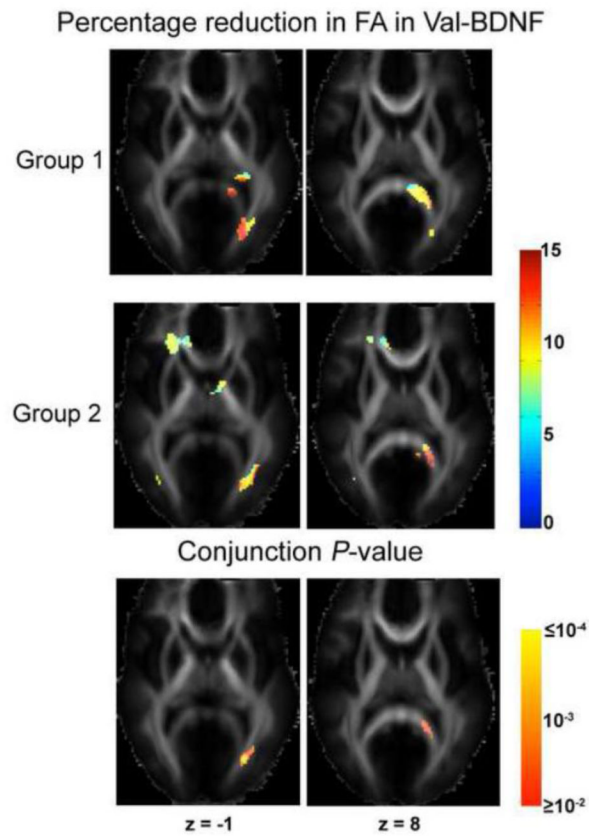 Percentage reduction in FA in Val-BDNF
Group 1
15
10
5
0
Group 2
Conjunction P-value
≤10⁻⁴
10⁻³
≥10⁻²
z = -1
z = 8